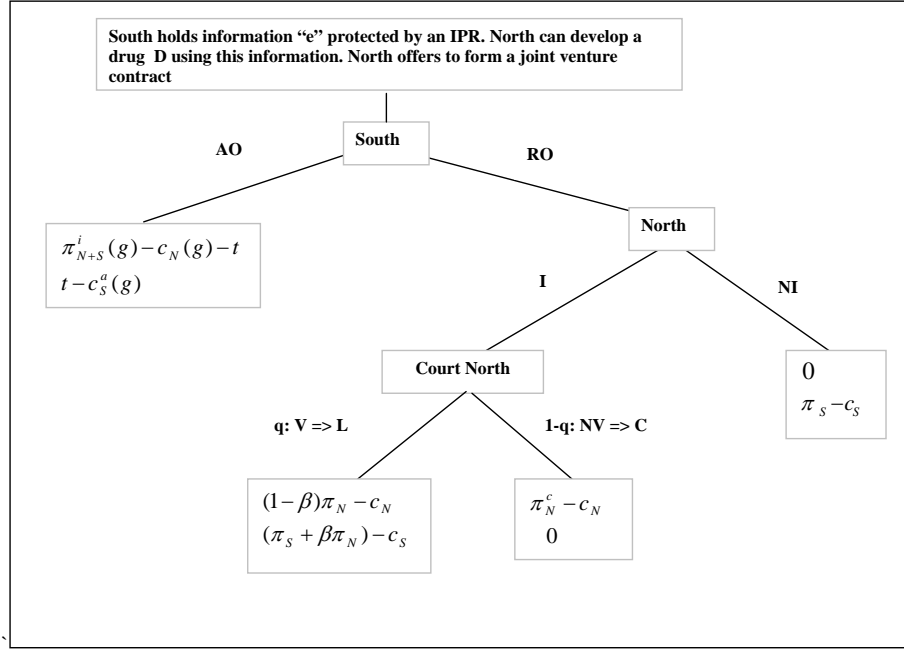 South holds information “e” protected by an IPR. North can develop a
drug D using this information. North offers to form a joint venture
contract
South
AO
RO
North
π^i_{N+S}(g) − c_N(g) − t
t − c^a_S(g)
I
NI
Court North
0
π_S − c_S
q: V => L
1-q: NV => C
(1 − β)π_N − c_N
(π_S + βπ_N) − c_S
π^c_N − c_N
0
`